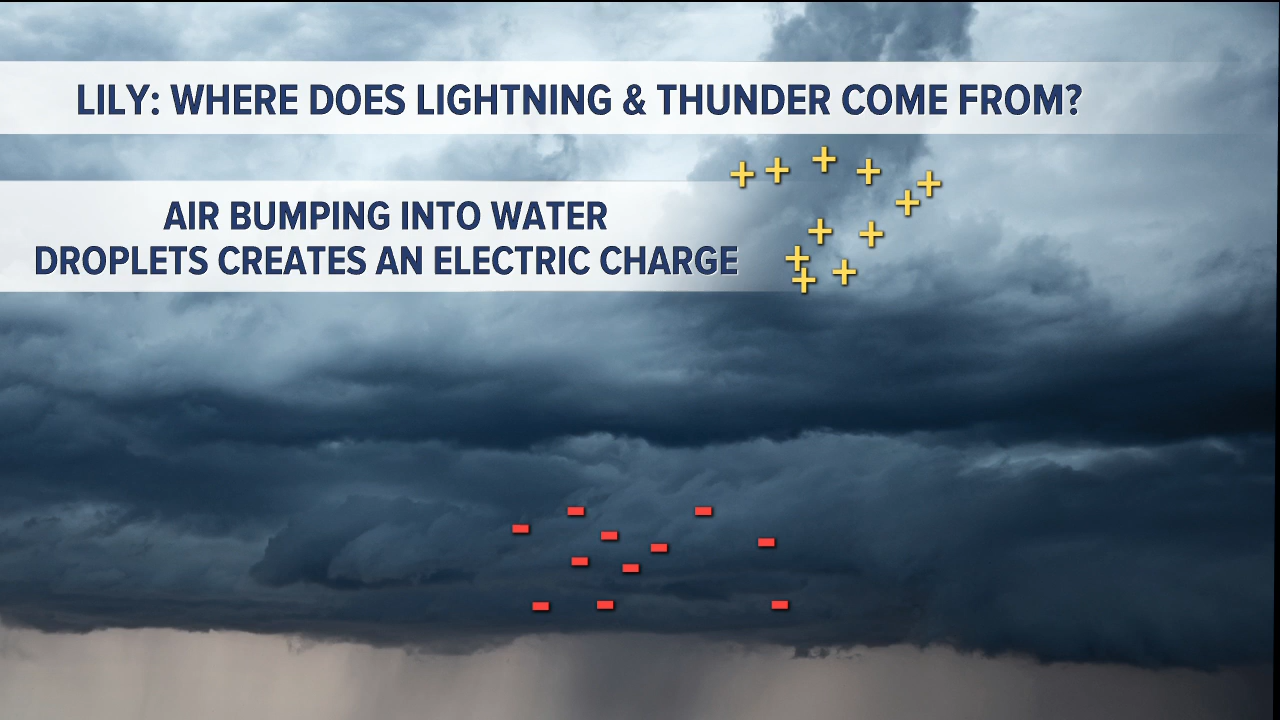 LILY: WHERE DOES LIGHTNING & THUNDER COME FROM?
AIR BUMPING INTO WATER
DROPLETS CREATES AN ELECTRIC CHARGE